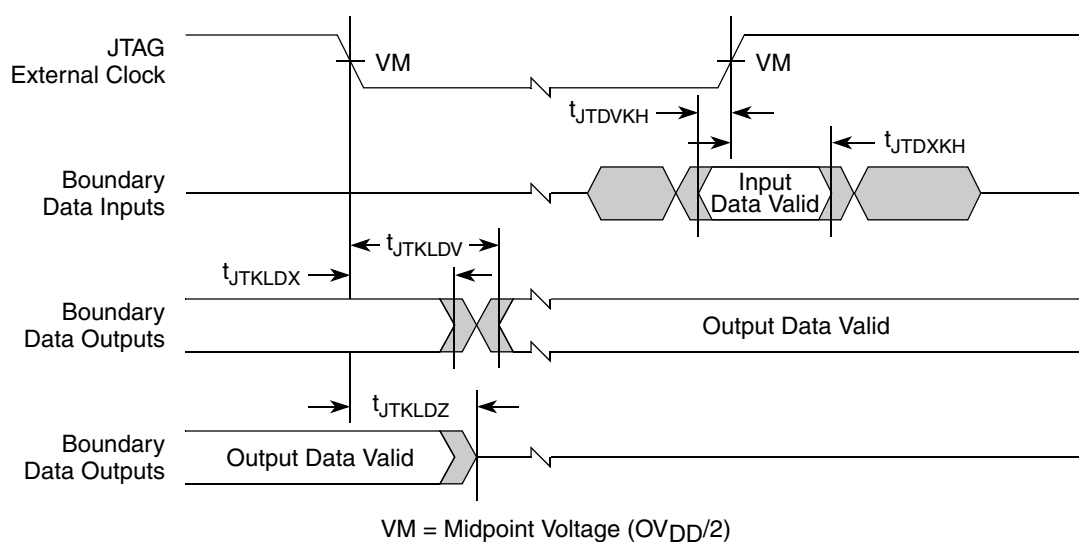 JTAG
External Clock
VM
VM
tJTDVKH
tJTDXKH
Boundary
Data Inputs
Input
Data Valid
tJTKLDV
tJTKLDX
Boundary
Data Outputs
Output Data Valid
tJTKLDZ
Boundary
Data Outputs
Output Data Valid
VM = Midpoint Voltage (OVDD/2)